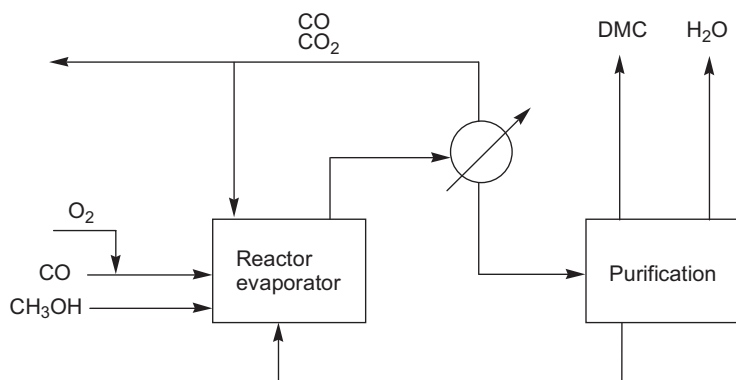 CO
CO2
DMC
H2O
O2
CO
CH3OH
Reactor
evaporator
Purification